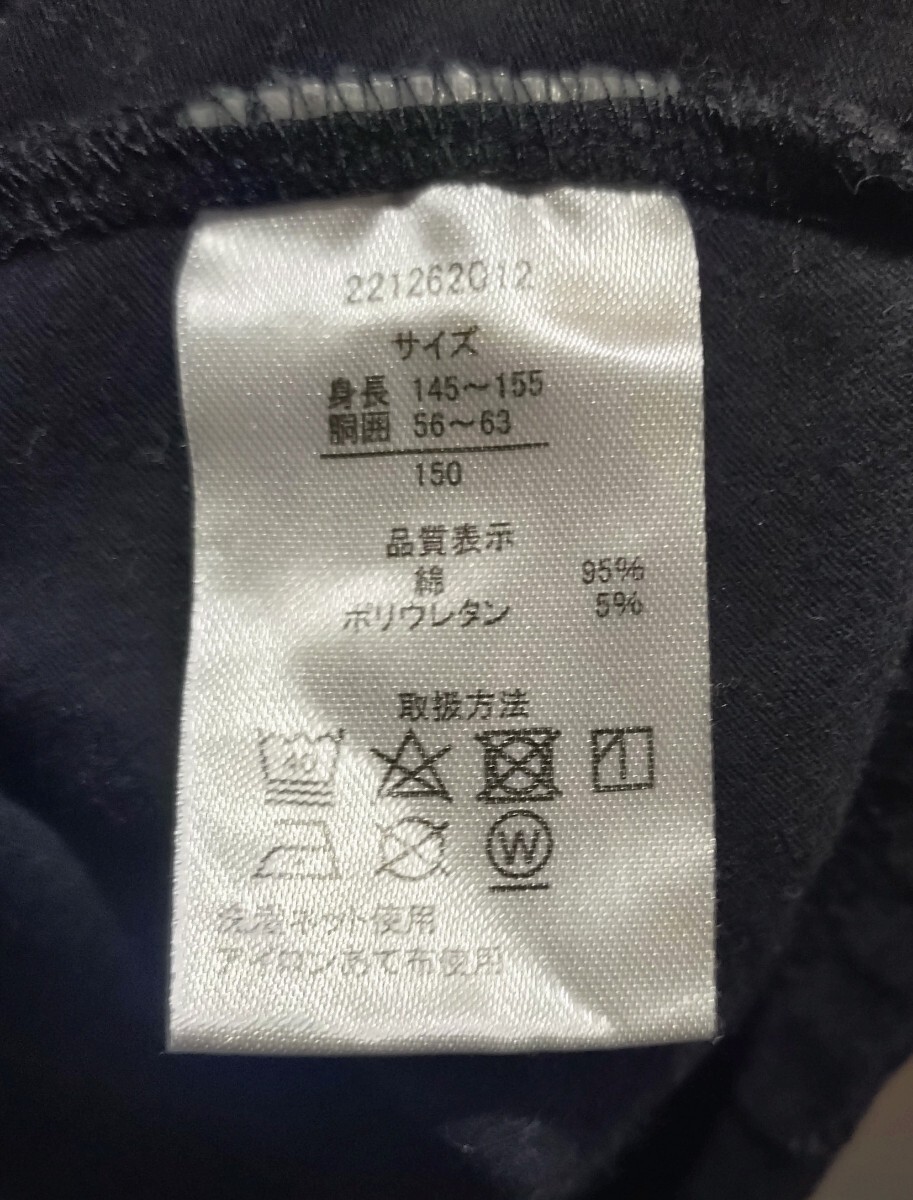 221262012
サイズ
身長 145～155
胴囲 56～63
150
品質表示
綿 95%
ポリウレタン 5%
取扱方法
40
W
洗濯ネット使用
アイロンあて布使用